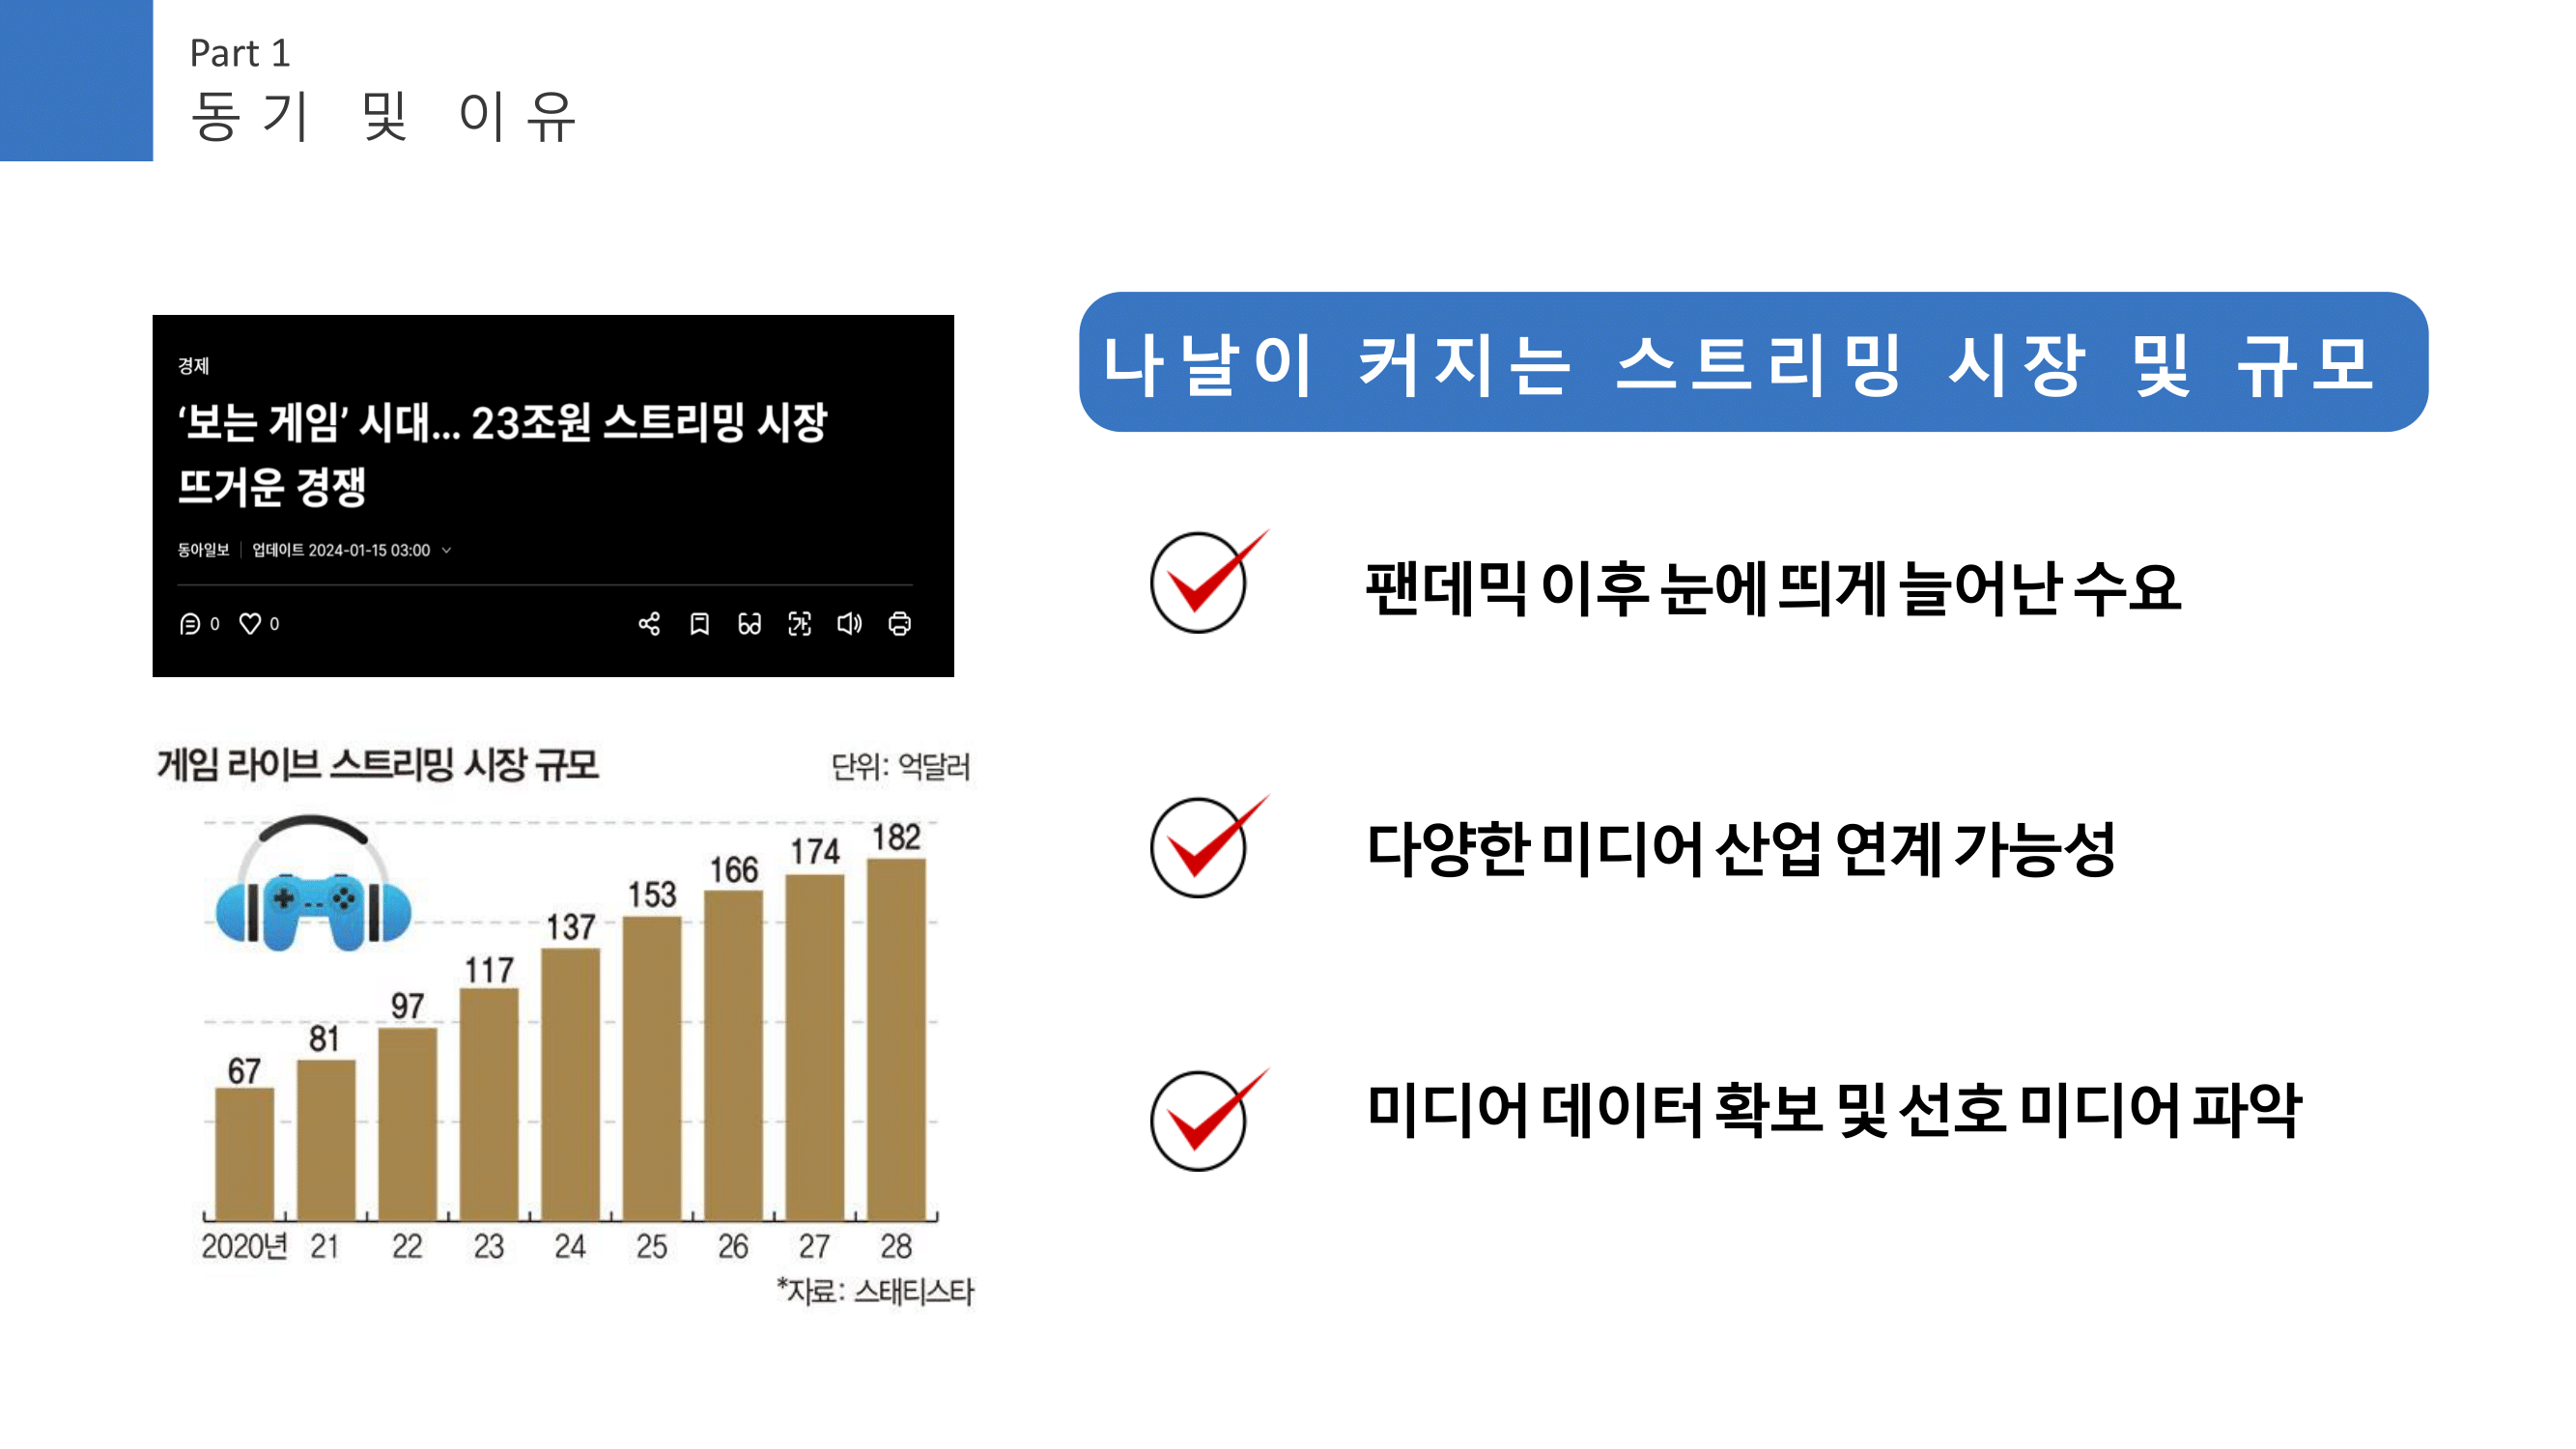 Part 1
동기 및 이유
경제
‘보는 게임’ 시대... 23조원 스트리밍 시장
뜨거운 경쟁
동아일보 업데이트 2024-01-15 03:00
0 0 가
게임 라이브 스트리밍 시장 규모 단위: 억달러
67 81 97 117 137 153 166 174 182
2020년 21 22 23 24 25 26 27 28
*자료: 스태티스타
나날이 커지는 스트리밍 시장 및 규모
팬데믹 이후 눈에 띄게 늘어난 수요
다양한 미디어 산업 연계 가능성
미디어 데이터 확보 및 선호 미디어 파악